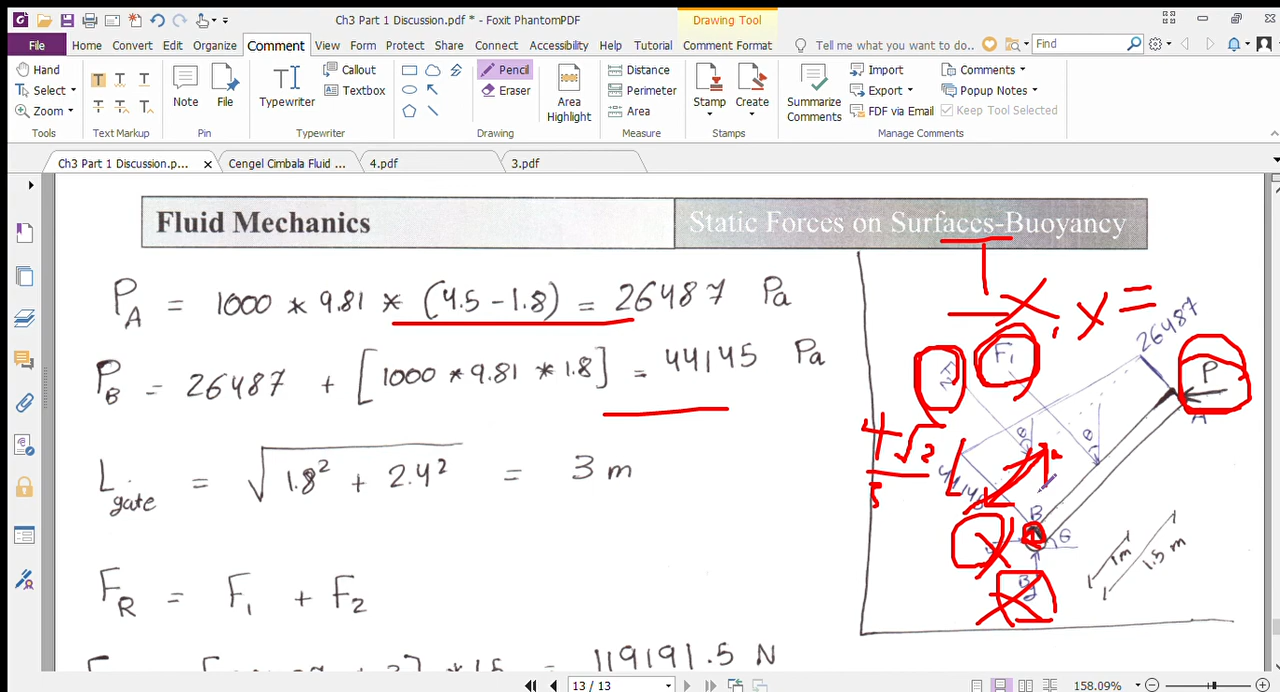 Ch3 Part 1 Discussion.pdf * - Foxit PhantomPDF
Drawing Tool
File Home Convert Edit Organize Comment View Form Protect Share Connect Accessibility Help Tutorial Comment Format Tell me what you want to do.. Find
Hand
Select
Zoom
Tools
Text Markup
Note
File
Pin
Typewriter
Callout
Textbox
Typewriter
Pencil
Eraser
Drawing
Area Highlight
Distance
Perimeter
Area
Measure
Stamp
Create
Stamps
Summarize Comments
Import
Export
FDF via Email
Comments
Popup Notes
Keep Tool Selected
Manage Comments
Ch3 Part 1 Discussion.p... × Cengel Cimbala Fluid ... 4.pdf 3.pdf
Fluid Mechanics
Static Forces on Surfaces-Buoyancy
P_A = 1000 * 9.81 * (4.5 - 1.8) = 26487 Pa
P_B = 26487 + [1000 * 9.81 * 1.8] = 44145 Pa
L_gate = √(1.8² + 2.4²) = 3 m
F_R = F₁ + F₂
119191.5 N
26487
F₁
F₂
P
A
θ
θ
B
θ
1m
1.5 m
13 / 13
158.09%